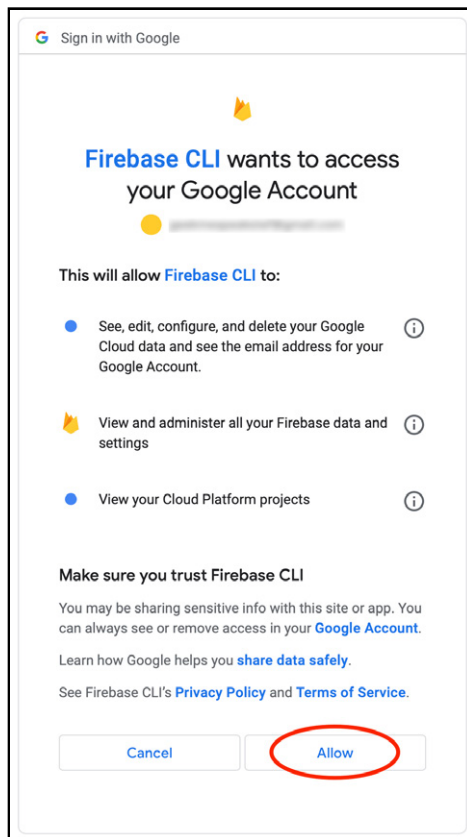 Sign in with Google
Firebase CLI wants to access
your Google Account
This will allow Firebase CLI to:
See, edit, configure, and delete your Google
Cloud data and see the email address for your
Google Account.
View and administer all your Firebase data and
settings
View your Cloud Platform projects
Make sure you trust Firebase CLI
You may be sharing sensitive info with this site or app. You
can always see or remove access in your Google Account.
Learn how Google helps you share data safely.
See Firebase CLI's Privacy Policy and Terms of Service.
Cancel
Allow